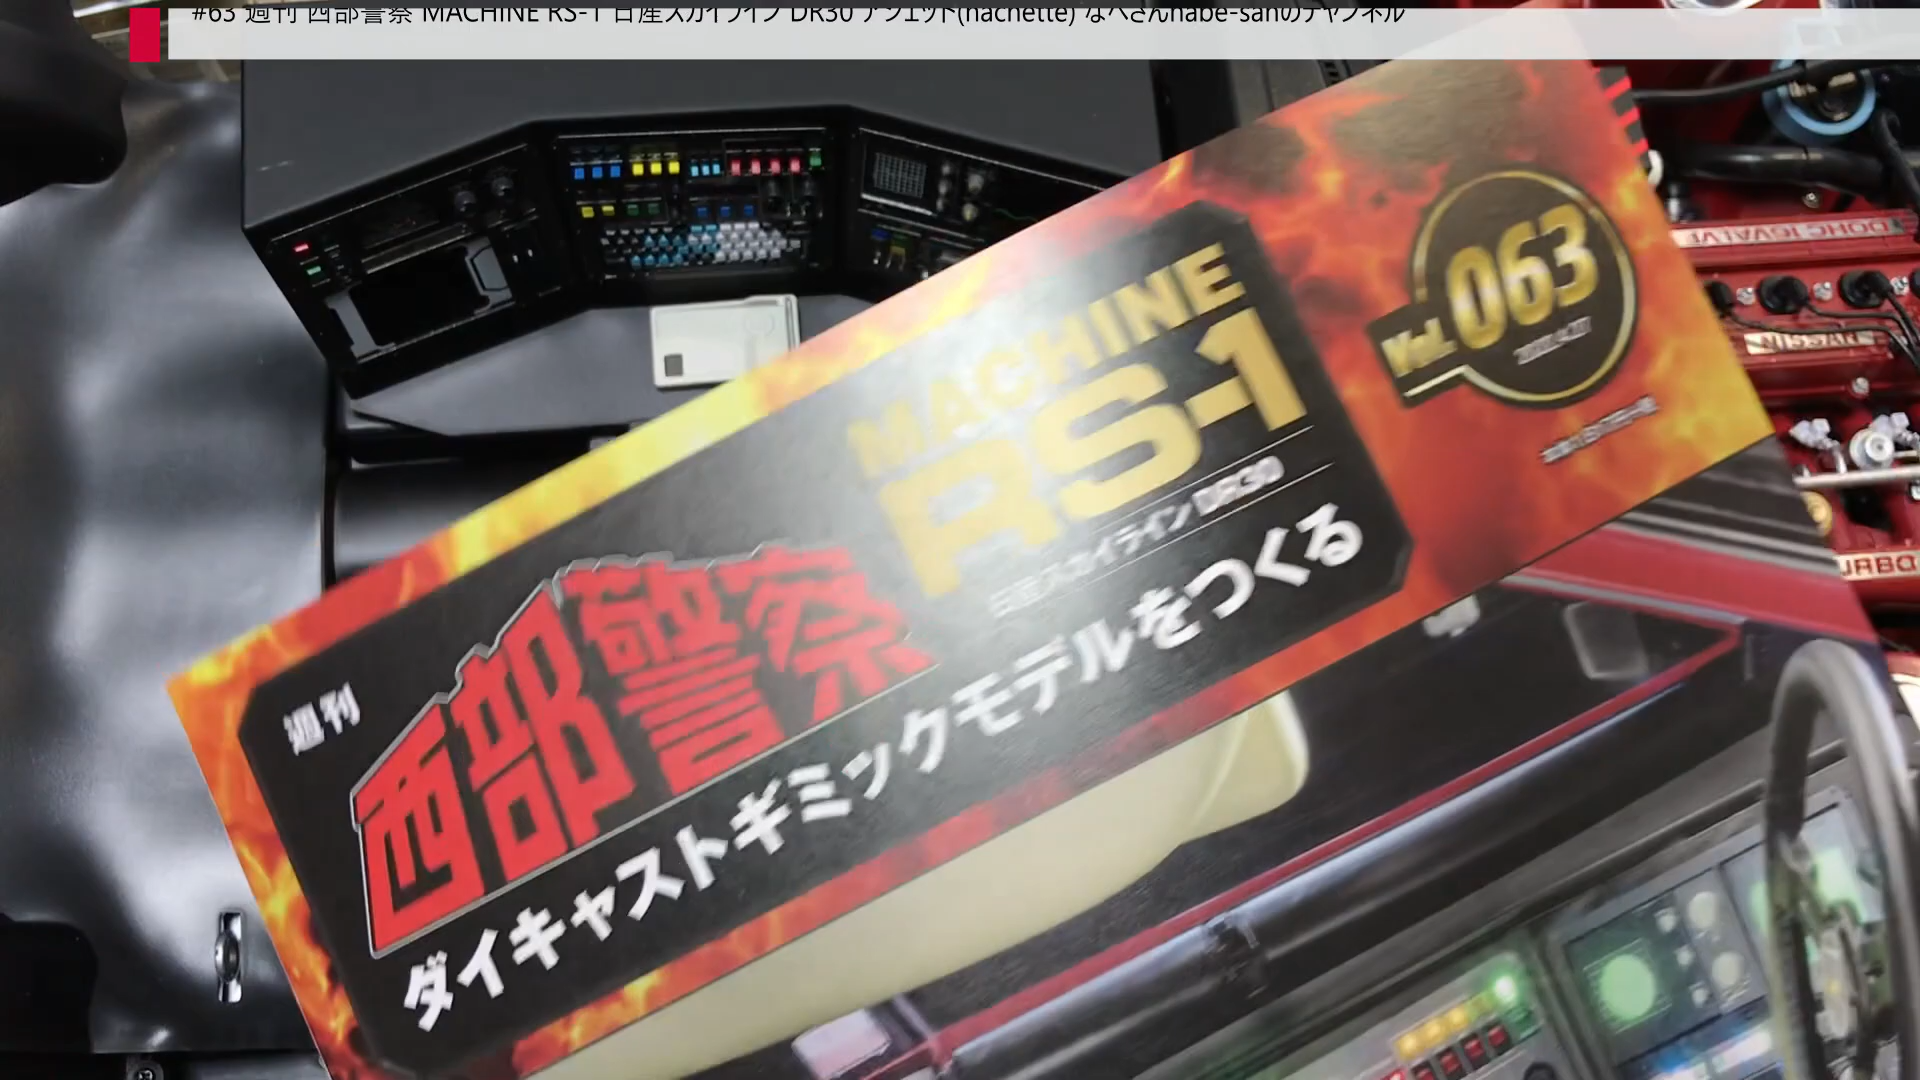 #63 週刊 西部警察 MACHINE RS-1 日産スカイライン DR30 アシェット(hachette) なべさんnabe-sanのチャンネル
Vol. 063
MACHINE
RS-1
日産スカイライン DR30
週刊
西部警察
ダイキャストギミックモデルをつくる
DOHC 16VALVE
NISSAN